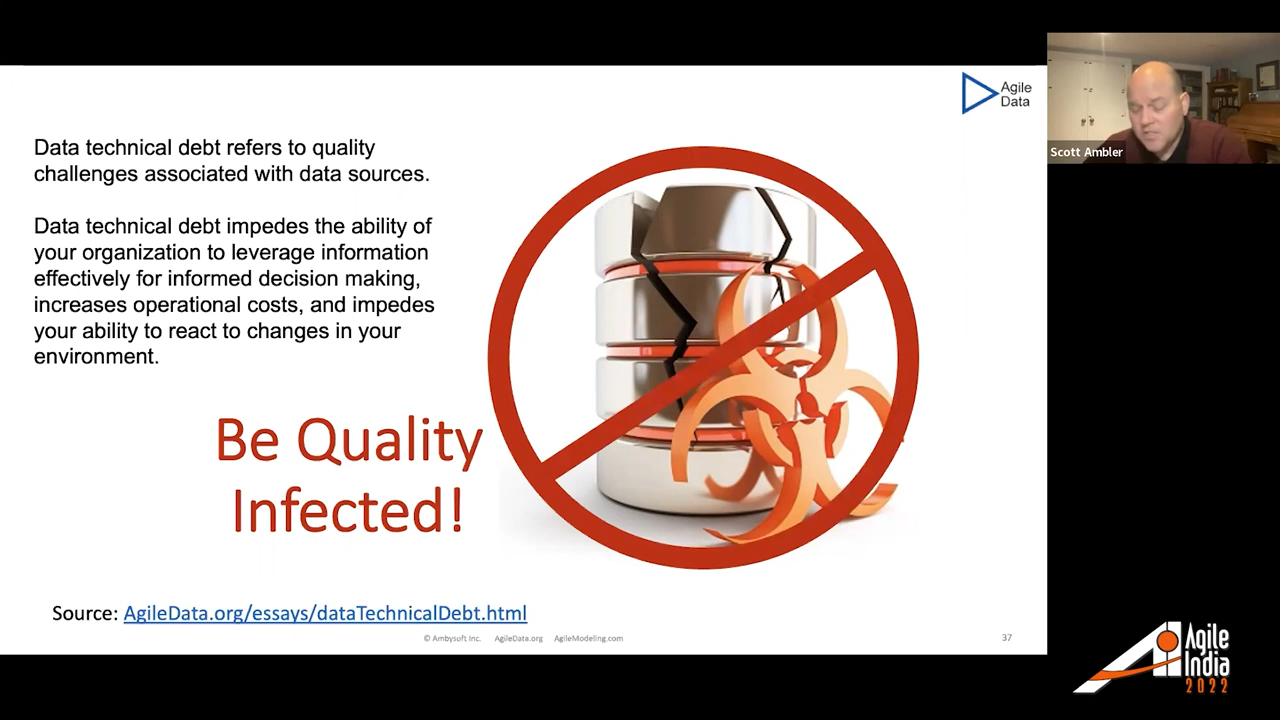 Agile
Data
Data technical debt refers to quality
challenges associated with data sources.
Data technical debt impedes the ability of
your organization to leverage information
effectively for informed decision making,
increases operational costs, and impedes
your ability to react to changes in your
environment.
Be Quality
Infected!
Source: AgileData.org/essays/dataTechnicalDebt.html
© Ambysoft Inc. AgileData.org AgileModeling.com
37
Scott Ambler
Agile
India
2022